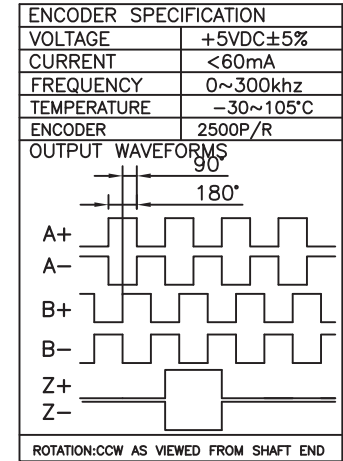 ENCODER SPECIFICATION
VOLTAGE +5VDC±5%
CURRENT <60mA
FREQUENCY 0~300khz
TEMPERATURE -30~105°C
ENCODER 2500P/R
OUTPUT WAVEFORMS
90°
180°
A+
A-
B+
B-
Z+
Z-
ROTATION:CCW AS VIEWED FROM SHAFT END